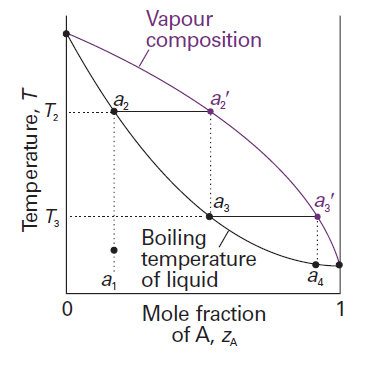 Vapour
composition
Temperature, T
T₂
a₂
a₂′
T₃
a₃
a₃′
Boiling
temperature
of liquid
a₁
a₄
0
Mole fraction
of A, z_A
1